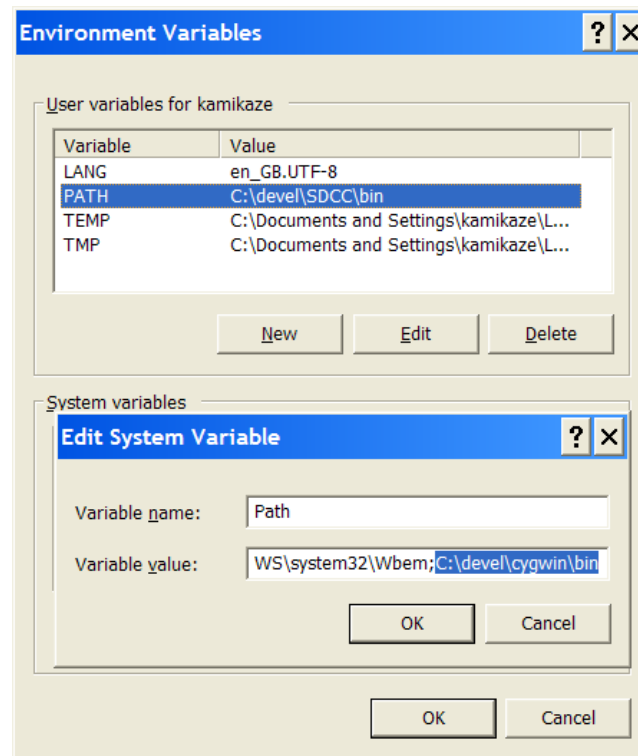 Environment Variables
User variables for kamikaze
Variable Value
LANG en_GB.UTF-8
PATH C:\devel\SDCC\bin
TEMP C:\Documents and Settings\kamikaze\L...
TMP C:\Documents and Settings\kamikaze\L...
New Edit Delete
System variables
Edit System Variable
Variable name: Path
Variable value: WS\system32\Wbem;C:\devel\cygwin\bin
OK Cancel
OK Cancel